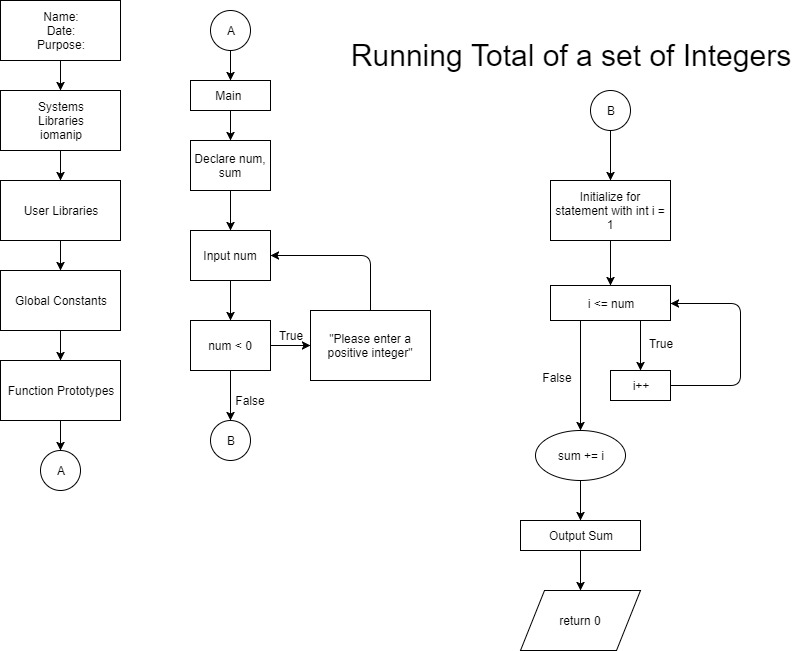 Name:
Date:
Purpose:
Systems
Libraries
iomanip
User Libraries
Global Constants
Function Prototypes
A
A
Main
Declare num,
sum
Input num
num < 0
True
"Please enter a
positive integer"
False
B
Running Total of a set of Integers
B
Initialize for
statement with int i =
1
i <= num
True
False
i++
sum += i
Output Sum
return 0